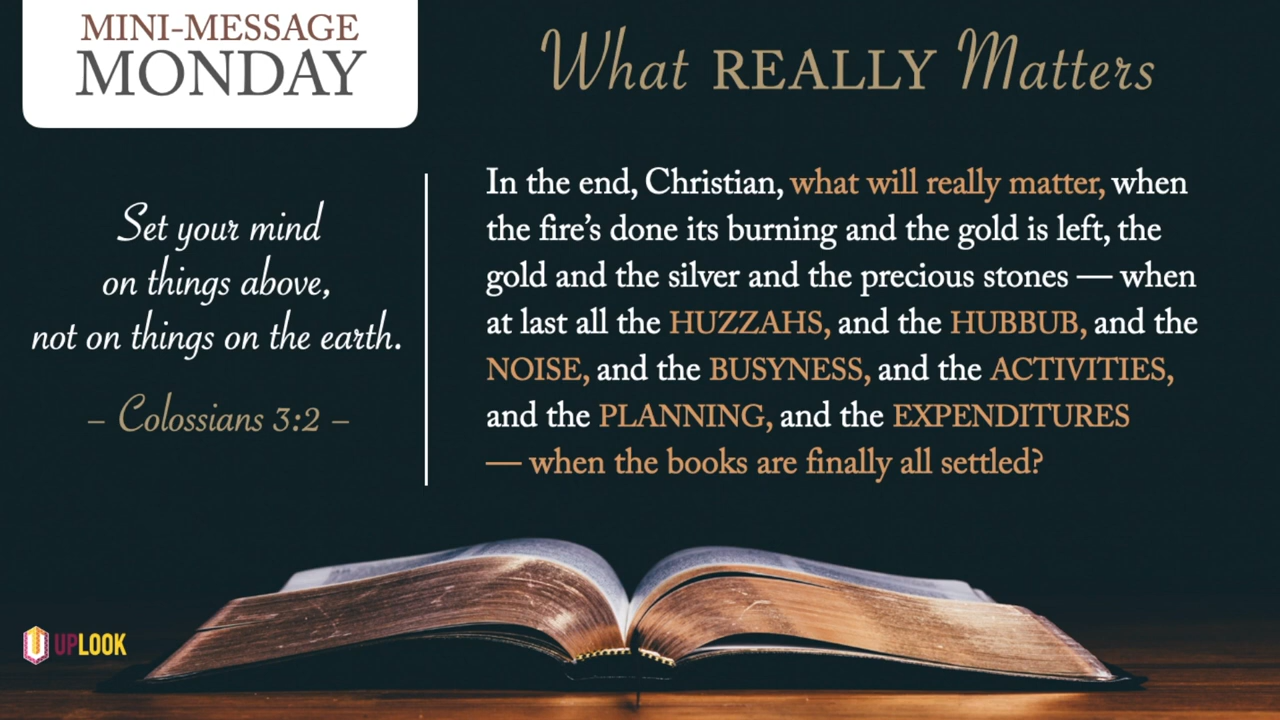 MINI-MESSAGE
MONDAY
What REALLY Matters
Set your mind
on things above,
not on things on the earth.
– Colossians 3:2 –
In the end, Christian, what will really matter, when
the fire’s done its burning and the gold is left, the
gold and the silver and the precious stones — when
at last all the HUZZAHS, and the HUBBUB, and the
NOISE, and the BUSYNESS, and the ACTIVITIES,
and the PLANNING, and the EXPENDITURES
— when the books are finally all settled?
UPLOOK